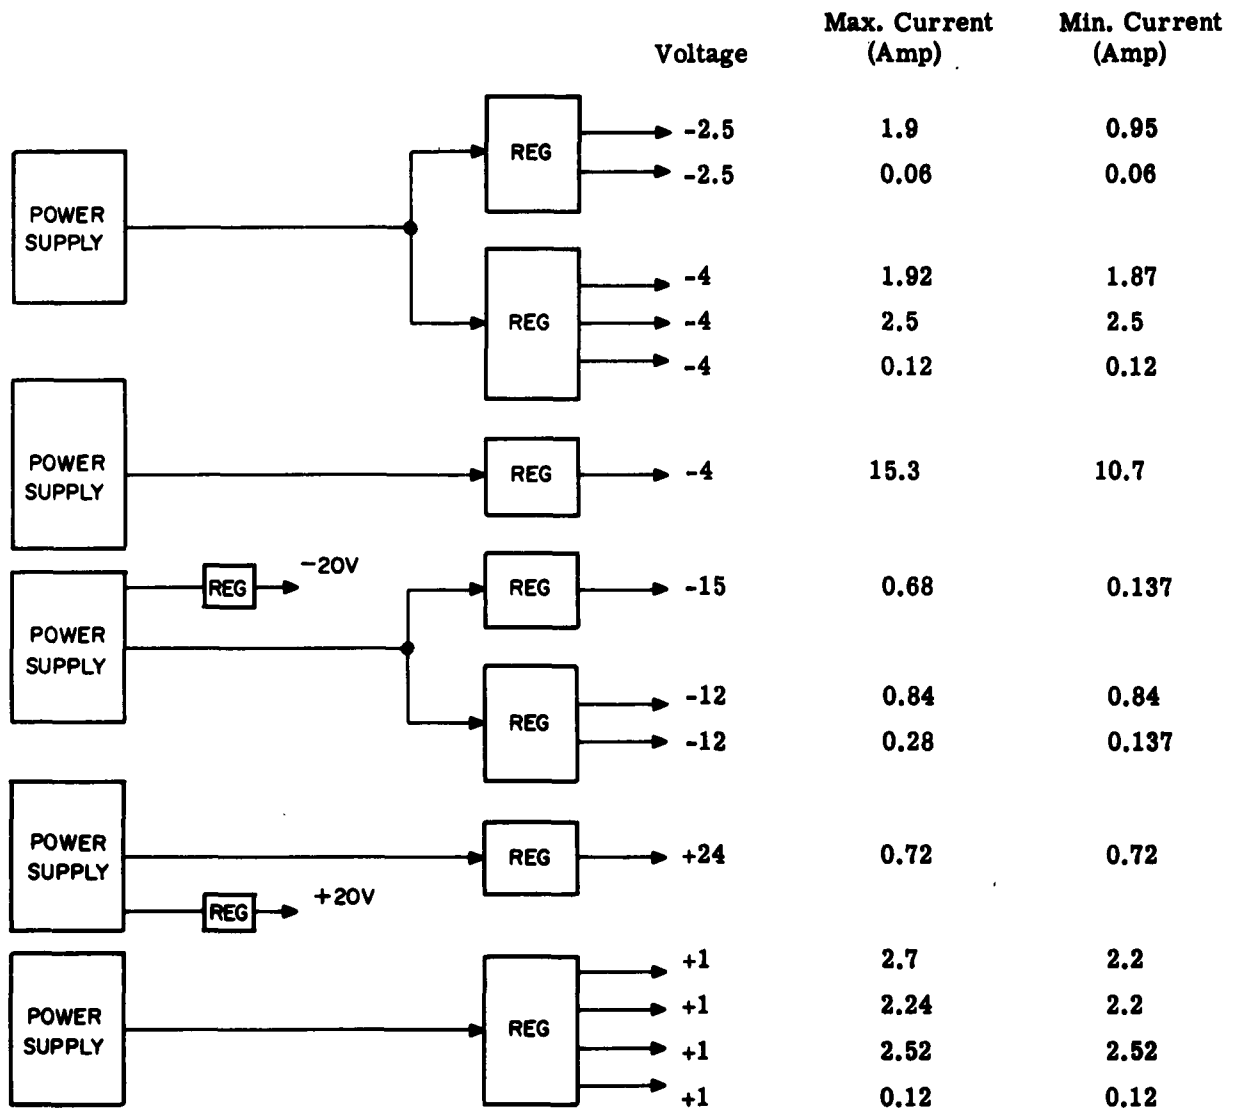 Max. Current Min. Current
Voltage (Amp) (Amp)
REG -2.5 1.9 0.95
-2.5 0.06 0.06
POWER
SUPPLY
REG -4 1.92 1.87
-4 2.5 2.5
-4 0.12 0.12
POWER
SUPPLY
REG -4 15.3 10.7
POWER
SUPPLY
REG -20V
REG -15 0.68 0.137
REG -12 0.84 0.84
-12 0.28 0.137
POWER
SUPPLY
REG +24 0.72 0.72
REG +20V
POWER
SUPPLY
REG +1 2.7 2.2
+1 2.24 2.2
+1 2.52 2.52
+1 0.12 0.12